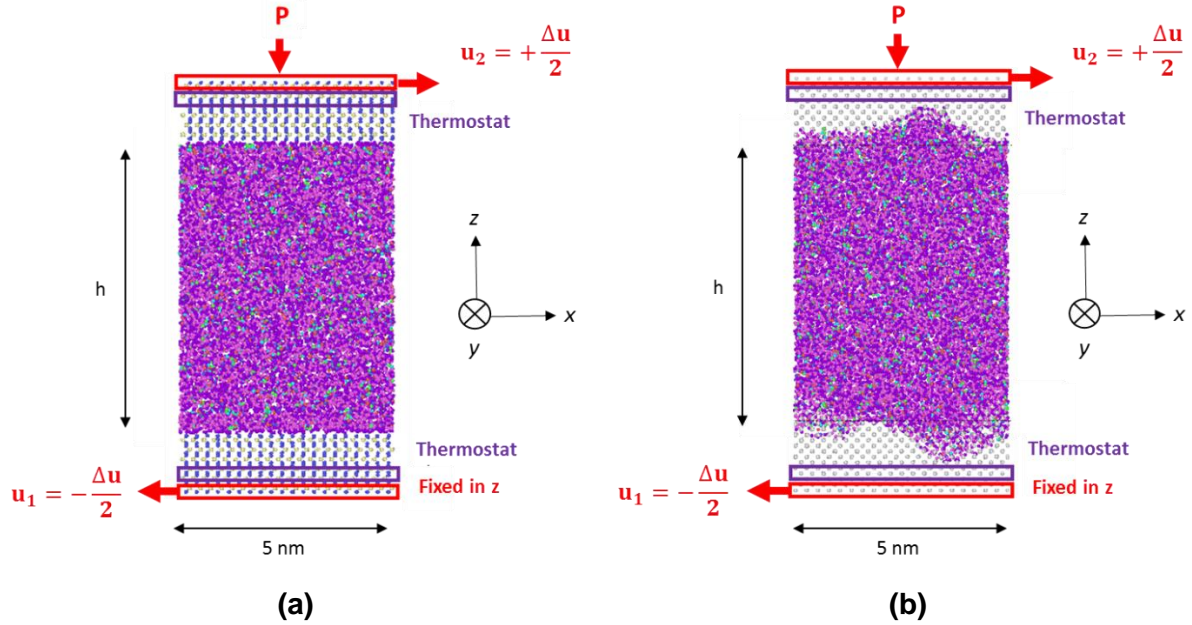 P
u₂ = + Δu/2
Thermostat
h
z
x
y
Thermostat
Fixed in z
u₁ = − Δu/2
5 nm
(a)
P
u₂ = + Δu/2
Thermostat
h
z
x
y
Thermostat
Fixed in z
u₁ = − Δu/2
5 nm
(b)